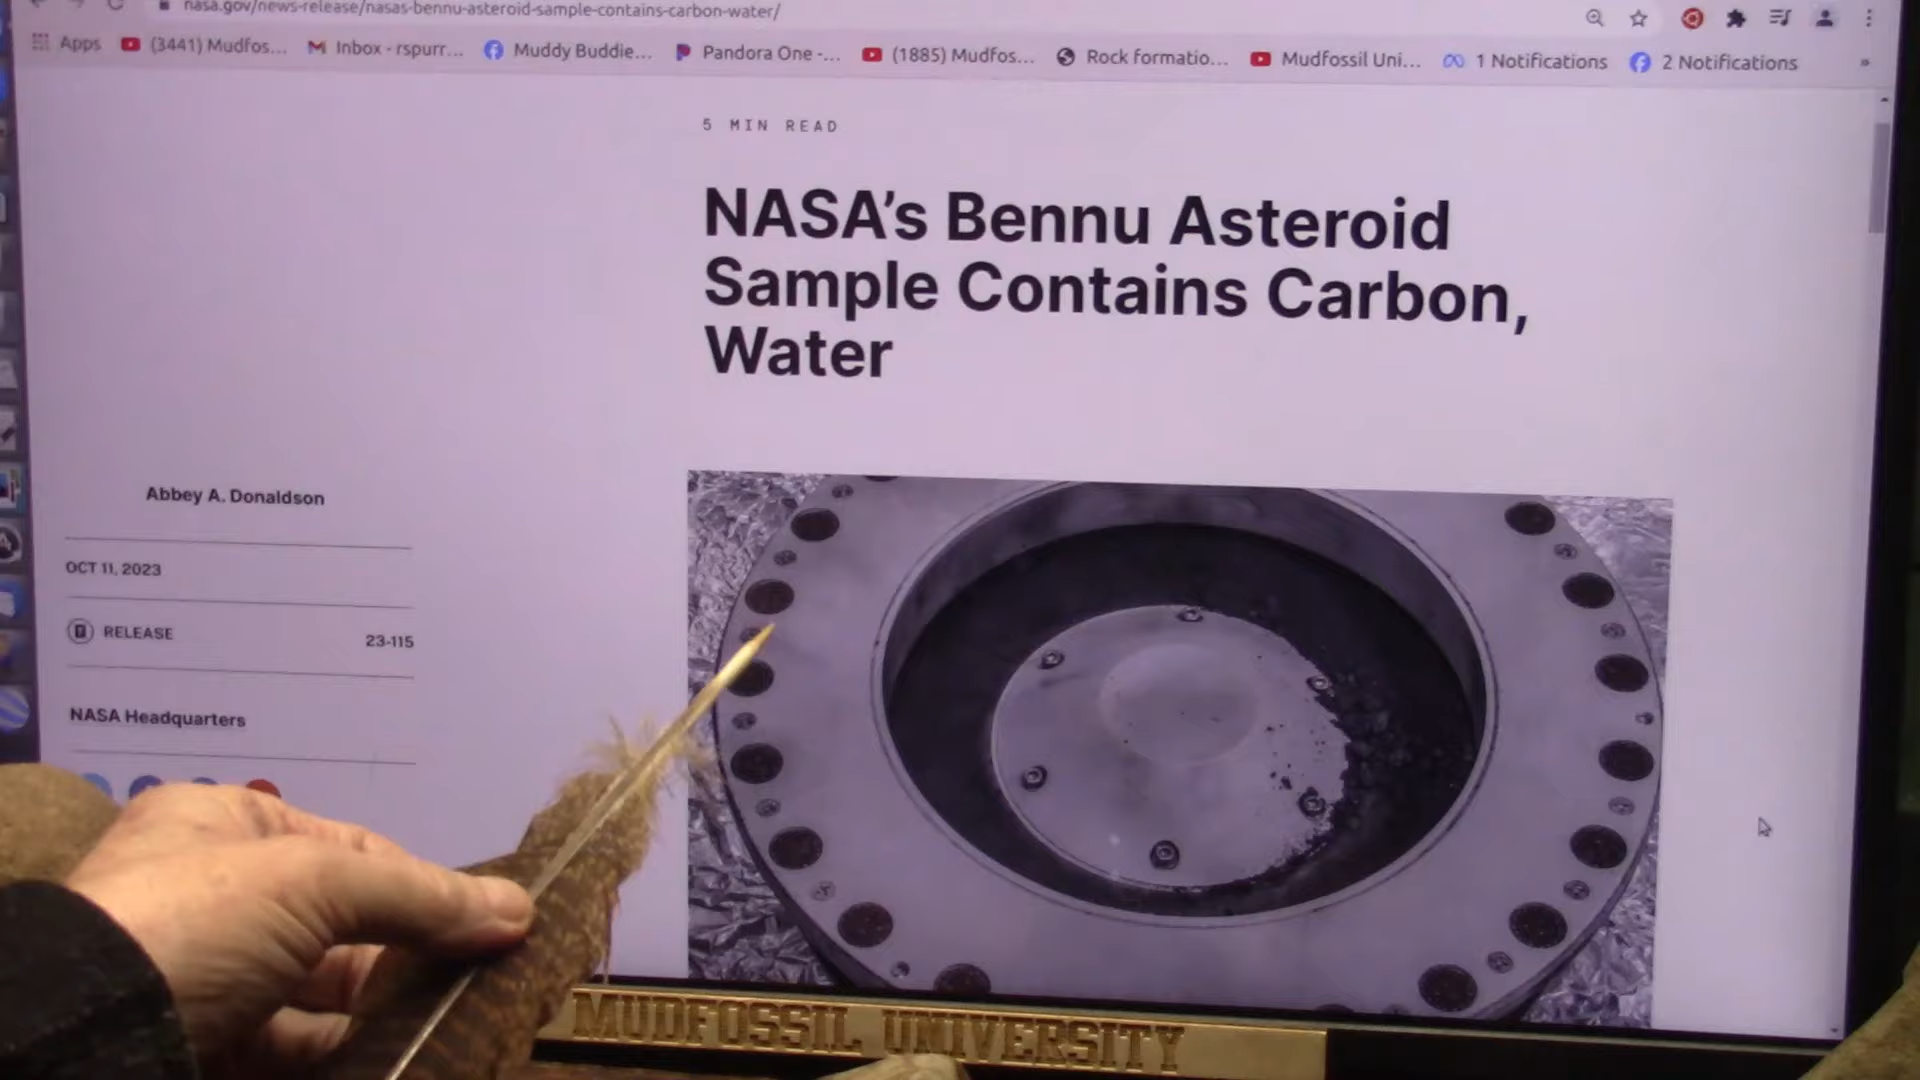 nasa.gov/news-release/nasas-bennu-asteroid-sample-contains-carbon-water/
Apps (3441) Mudfos... Inbox - rspurr... Muddy Buddie... Pandora One -... (1885) Mudfos... Rock formatio... Mudfossil Uni... 1 Notifications 2 Notifications »
5 MIN READ
NASA's Bennu Asteroid
Sample Contains Carbon,
Water
Abbey A. Donaldson
OCT 11, 2023
RELEASE 23-115
NASA Headquarters
MUDFOSSIL UNIVERSITY